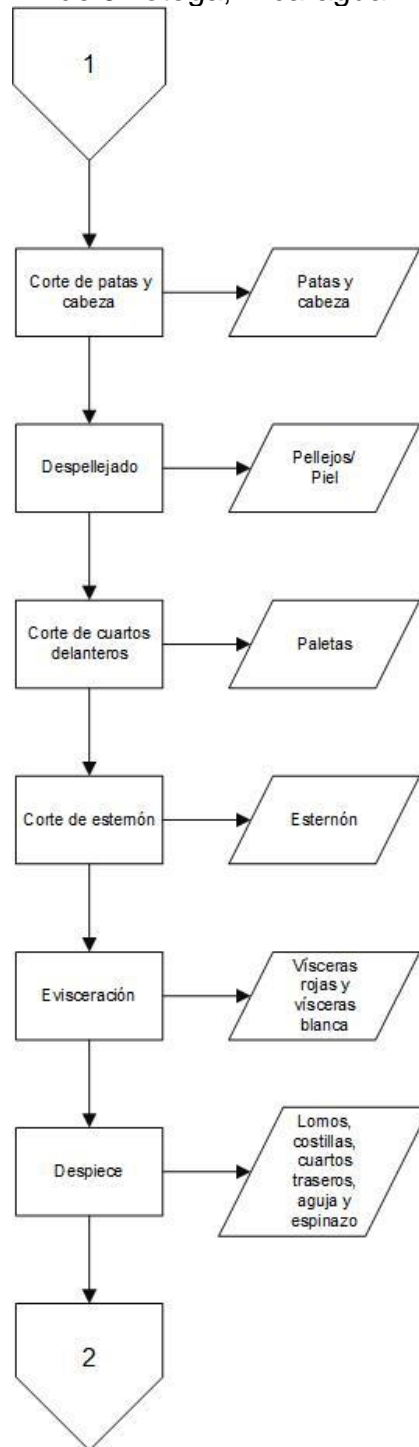 1
Corte de patas y
cabeza
Patas y
cabeza
Despellejado
Pellejos/
Piel
Corte de cuartos
delanteros
Paletas
Corte de esternón
Esternón
Evisceración
Vísceras
rojas y
vísceras
blanca
Despiece
Lomos,
costillas,
cuartos
traseros,
aguja y
espinazo
2